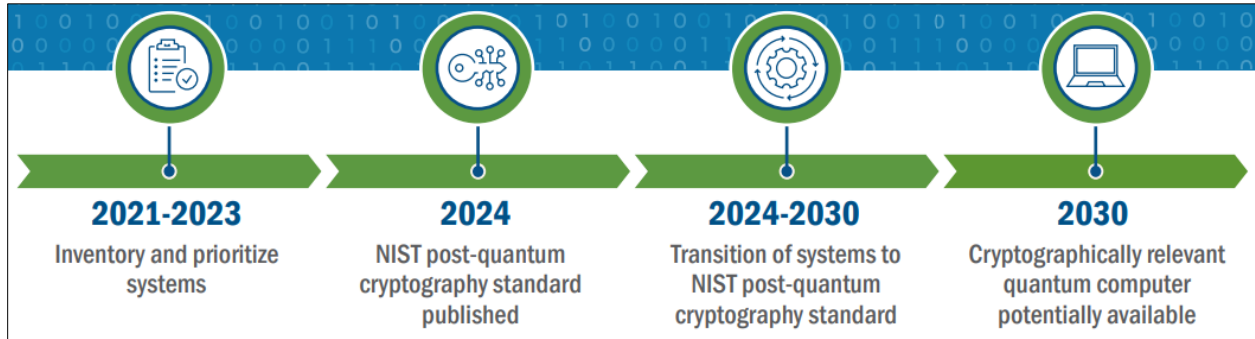 2021-2023
Inventory and prioritize
systems
2024
NIST post-quantum
cryptography standard
published
2024-2030
Transition of systems to
NIST post-quantum
cryptography standard
2030
Cryptographically relevant
quantum computer
potentially available